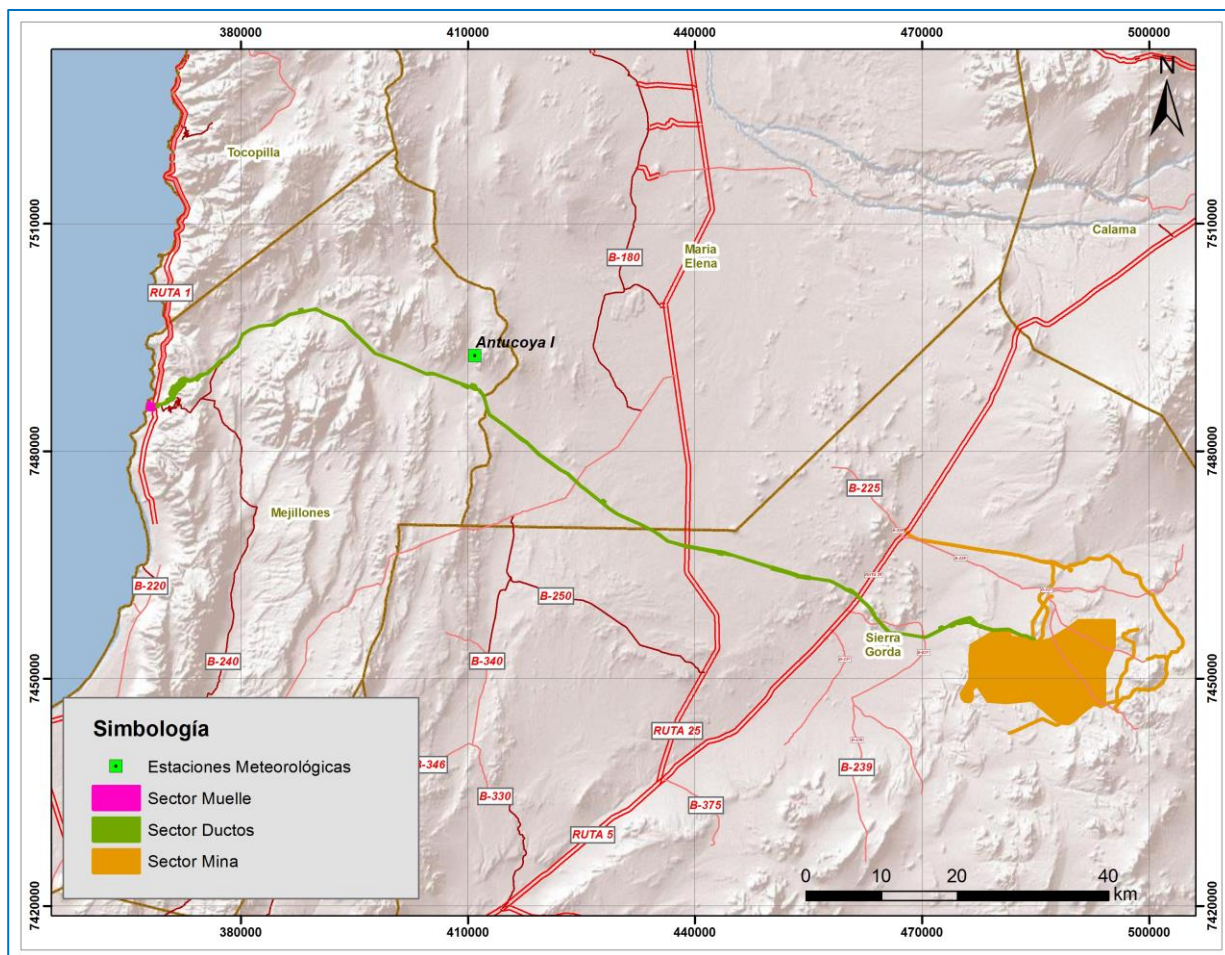 380000
410000
440000
470000
500000
N
Tocopilla
7510000
7510000
Calama
B-180
Maria
Elena
RUTA 1
Antucoya I
7480000
7480000
B-225
Mejillones
B-220
B-250
Sierra
Gorda
B-240
B-340
7450000
7450000
RUTA 25
B-346
B-239
B-330
B-375
RUTA 5
Simbología
Estaciones Meteorológicas
Sector Muelle
Sector Ductos
Sector Mina
0
10
20
40
km
7420000
7420000
380000
410000
440000
470000
500000